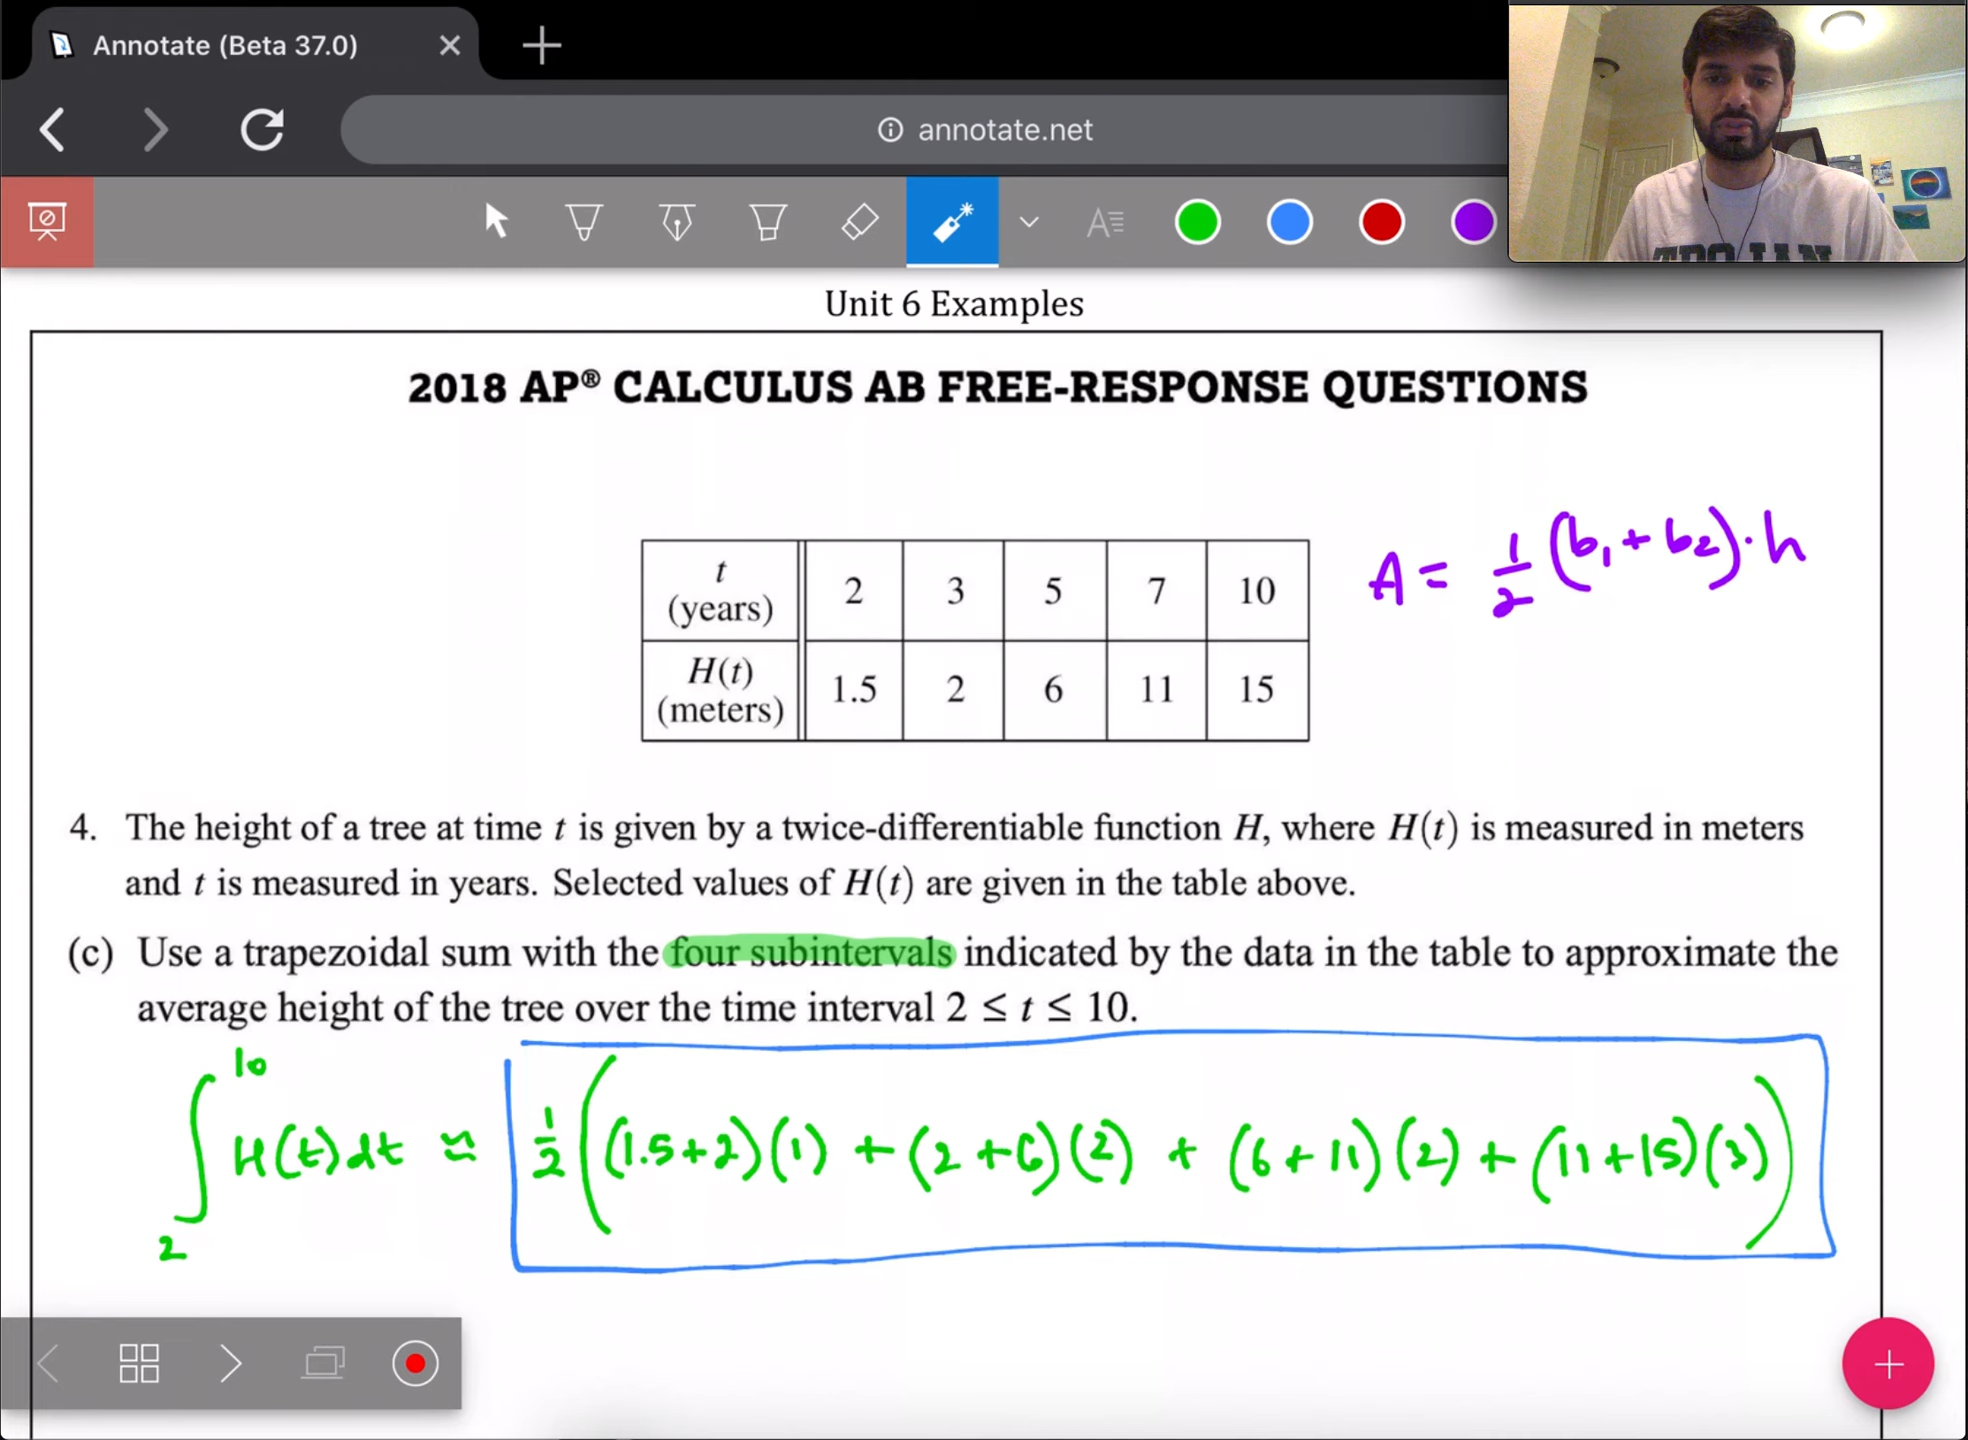 Annotate (Beta 37.0)
annotate.net
A
TROJAN
Unit 6 Examples
2018 AP® CALCULUS AB FREE-RESPONSE QUESTIONS
t (years) 2 3 5 7 10
H(t) (meters) 1.5 2 6 11 15
A = 1/2 (b₁ + b₂) · h
4. The height of a tree at time t is given by a twice-differentiable function H, where H(t) is measured in meters
and t is measured in years. Selected values of H(t) are given in the table above.
(c) Use a trapezoidal sum with the four subintervals indicated by the data in the table to approximate the
average height of the tree over the time interval 2 ≤ t ≤ 10.
∫₂¹⁰ H(t)dt ≈ 1/2 ((1.5+2)(1) + (2+6)(2) + (6+11)(2) + (11+15)(3))